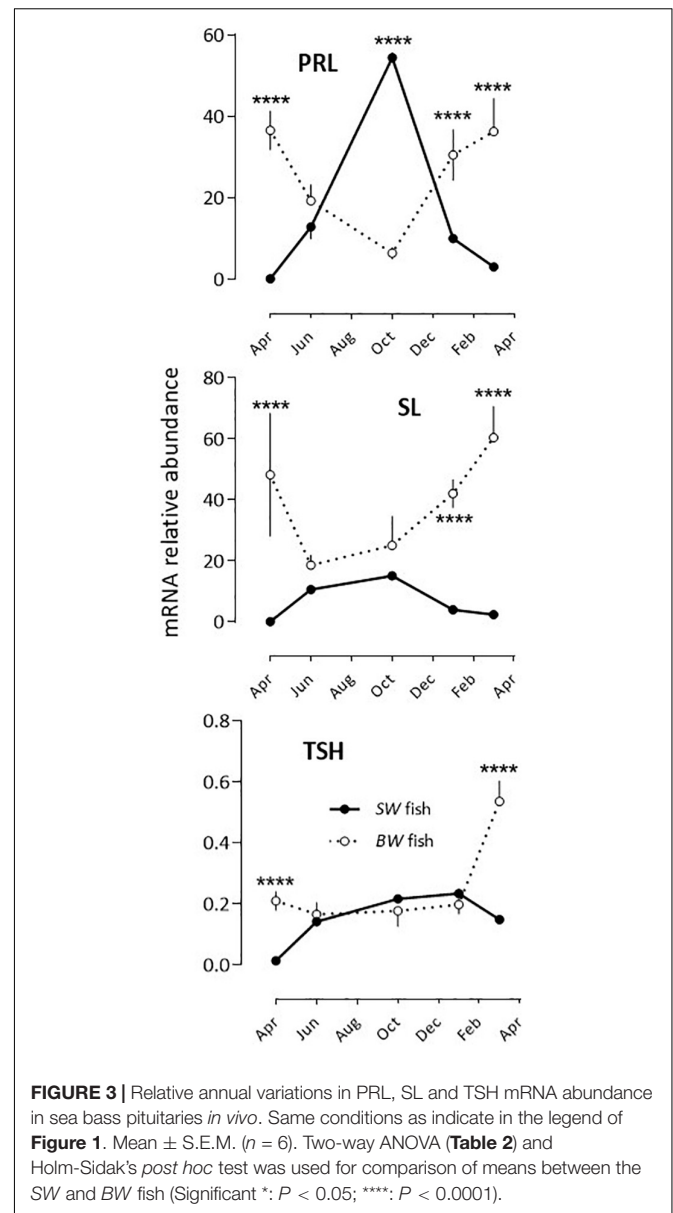 60
PRL
****
****
****
****
40
20
0
Apr
Jun
Aug
Oct
Dec
Feb
Apr
mRNA relative abundance
80
SL
****
****
****
60
40
20
0
Apr
Jun
Aug
Oct
Dec
Feb
Apr
0.8
TSH
****
0.6
SW fish
BW fish
0.4
****
0.2
0.0
Apr
Jun
Aug
Oct
Dec
Feb
Apr
FIGURE 3 | Relative annual variations in PRL, SL and TSH mRNA abundance
in sea bass pituitaries in vivo. Same conditions as indicate in the legend of
Figure 1. Mean ± S.E.M. (n = 6). Two-way ANOVA (Table 2) and
Holm-Sidak's post hoc test was used for comparison of means between the
SW and BW fish (Significant *: P < 0.05; ****: P < 0.0001).